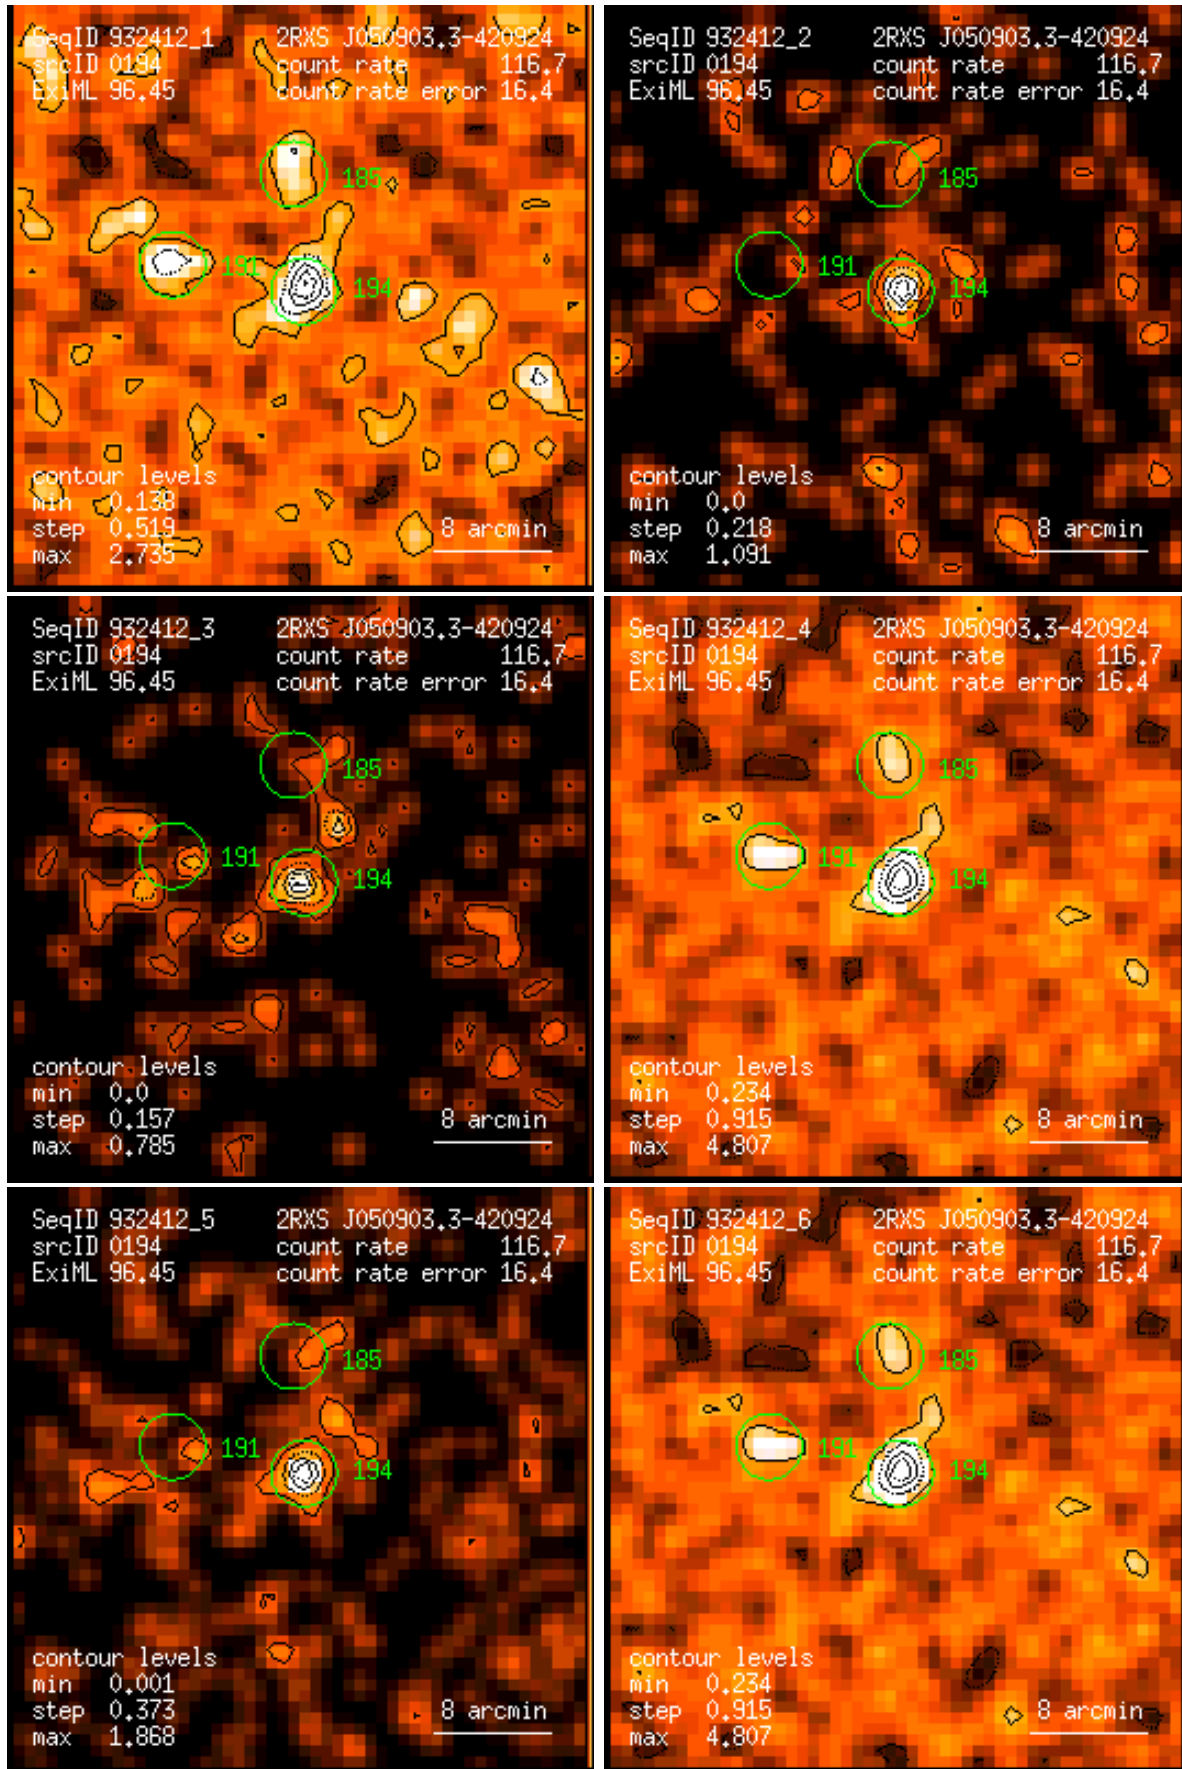 SeqID 932412_1 2RXS J050903.3-420924
srcID 0194 count rate 116.7
ExiML 96.45 count rate error 16.4
185
191
194
contour levels
min 0.138
step 0.519 8 arcmin
max 2.735
SeqID 932412_2 2RXS J050903.3-420924
srcID 0194 count rate 116.7
ExiML 96.45 count rate error 16.4
185
191
194
contour levels
min 0.0
step 0.218 8 arcmin
max 1.091
SeqID 932412_3 2RXS J050903.3-420924
srcID 0194 count rate 116.7
ExiML 96.45 count rate error 16.4
185
191
194
contour levels
min 0.0
step 0.157 8 arcmin
max 0.785
SeqID 932412_4 2RXS J050903.3-420924
srcID 0194 count rate 116.7
ExiML 96.45 count rate error 16.4
185
191
194
contour levels
min 0.234
step 0.915 8 arcmin
max 4.807
SeqID 932412_5 2RXS J050903.3-420924
srcID 0194 count rate 116.7
ExiML 96.45 count rate error 16.4
185
191
194
contour levels
min 0.001
step 0.373 8 arcmin
max 1.868
SeqID 932412_6 2RXS J050903.3-420924
srcID 0194 count rate 116.7
ExiML 96.45 count rate error 16.4
185
191
194
contour levels
min 0.234
step 0.915 8 arcmin
max 4.807